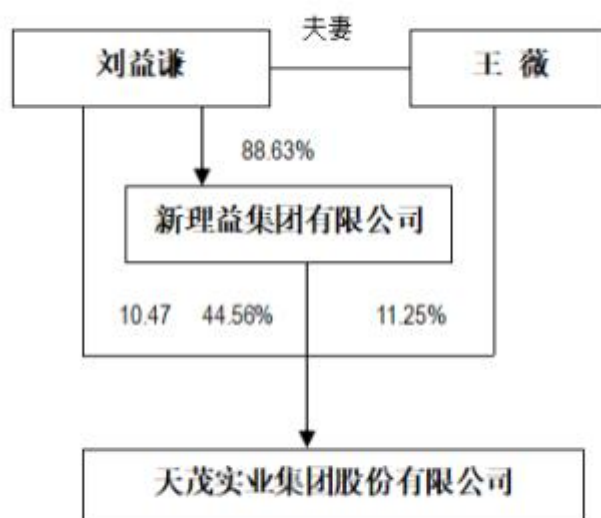 夫妻
刘益谦
王 薇
88.63%
新理益集团有限公司
10.47
44.56%
11.25%
天茂实业集团股份有限公司